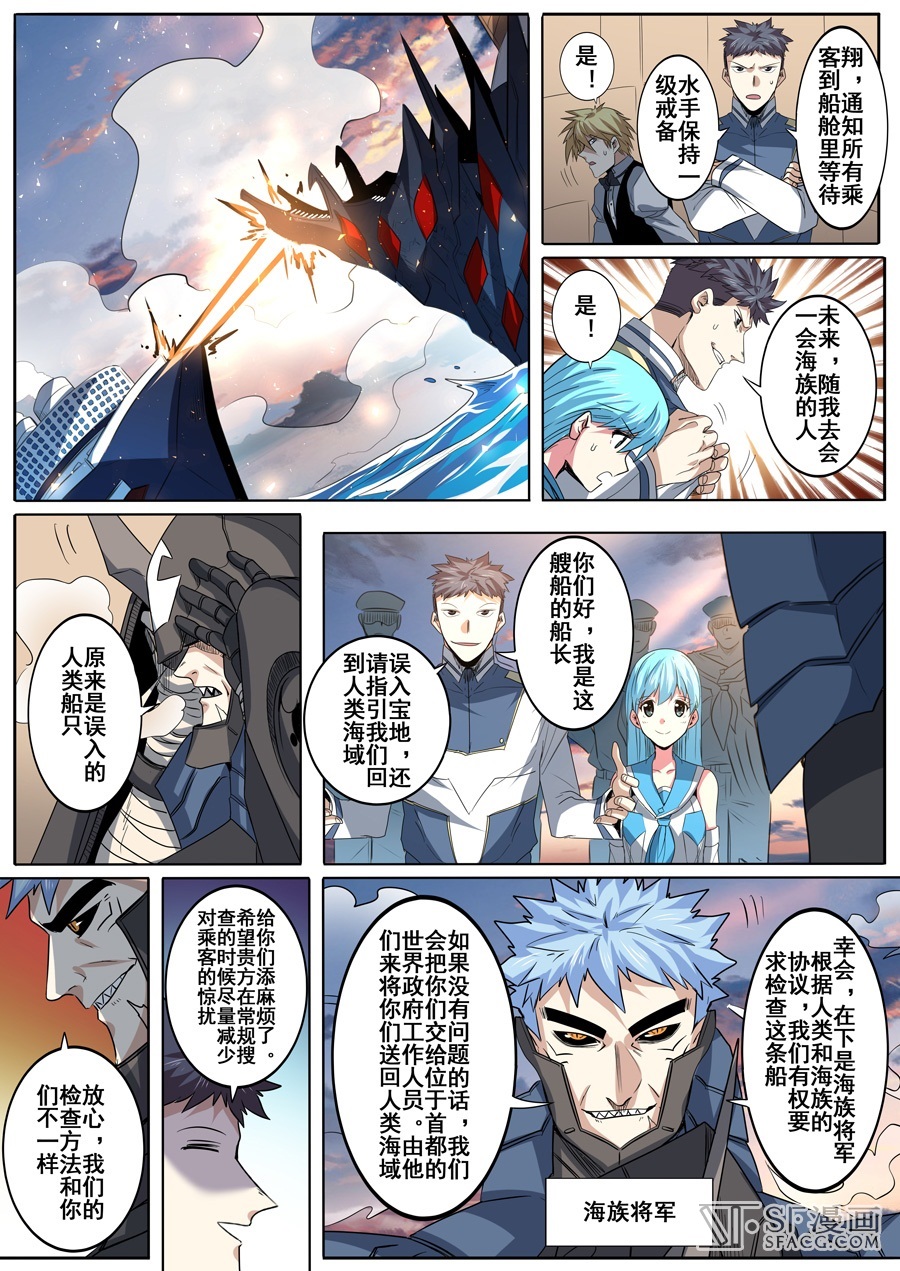 翔，通知所有乘
客到船舱里等待
水手保持一
级戒备
是！
未来，随我去会
一会海族的人
是！
你们好，我是这
艘船的船长
误入宝地，还
请指引我们回
到人类海域
原来是误入的
人类船只
幸会，在下是海族将军
根据人类和海族的
协议，我们有权要
求检查这条船
如果没有问题的话，我们
会把你们交给位于首都的
世界政府工作人员。由他
们来将你们送回人类海域
海族将军
给你们添麻烦了。
希望贵方在常规搜
查的时候尽量减少
对乘客的惊扰
放心，我们的
检查方法和你
们不一样
SF漫画
SFACG.COM